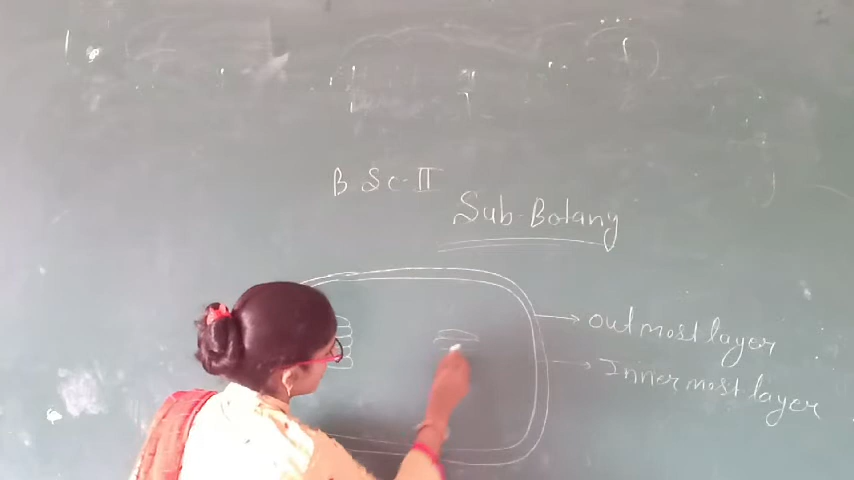 B Sc-II
Sub-Botany
outmost layer
Innermost layer